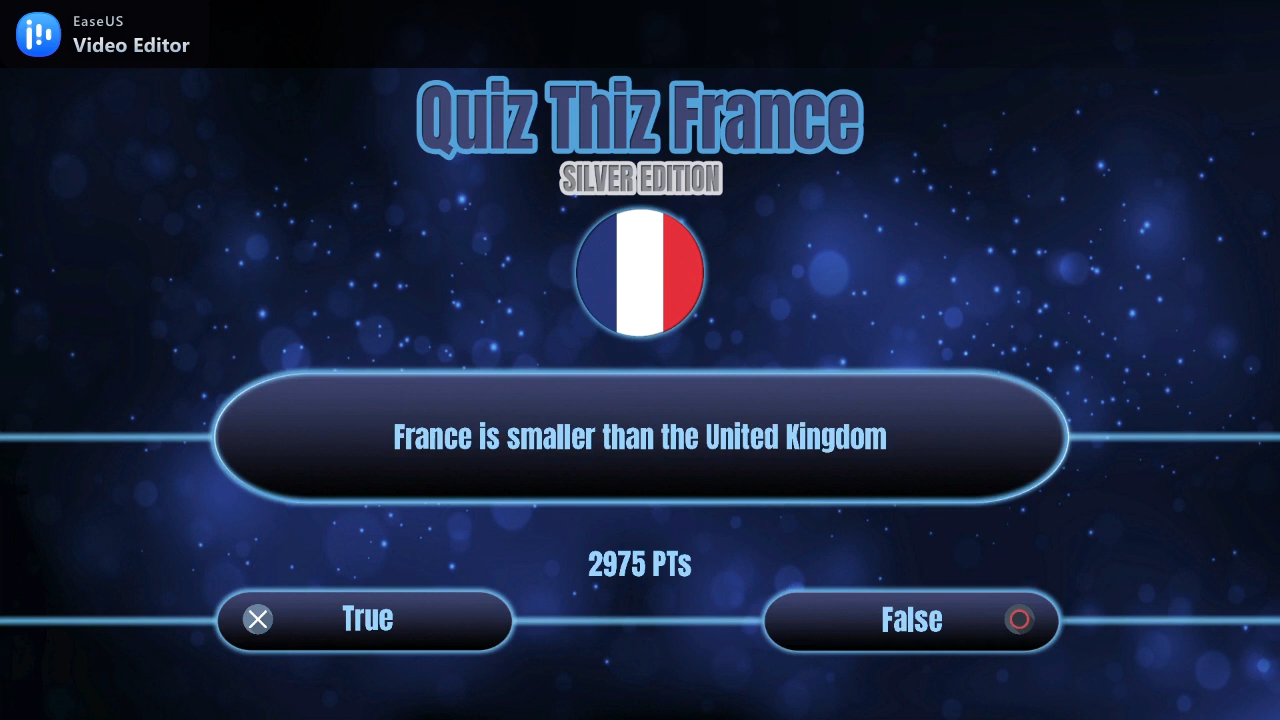 EaseUS
Video Editor
Quiz Thiz France
SILVER EDITION
France is smaller than the United Kingdom
2975 PTs
True
False